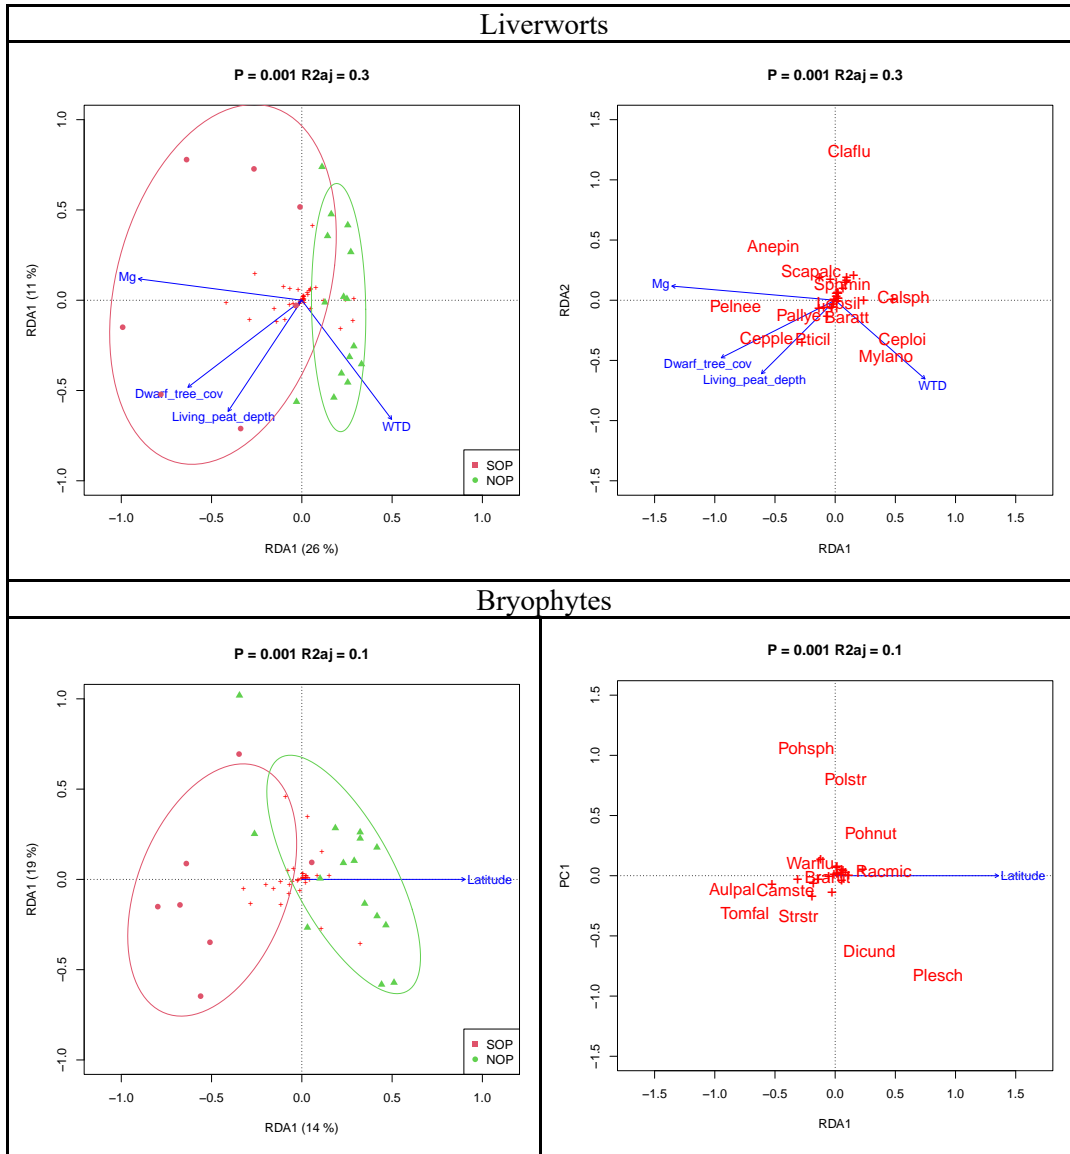 Liverworts
P = 0.001 R2aj = 0.3
RDA1 (11 %)
1.0
0.5
0.0
−0.5
−1.0
Mg
Dwarf_tree_cov
Living_peat_depth
WTD
SOP
NOP
−1.0 −0.5 0.0 0.5 1.0
RDA1 (26 %)
P = 0.001 R2aj = 0.3
RDA2
1.5
1.0
0.5
0.0
−0.5
−1.0
−1.5
Claflu
Anepin
Scapalc
Sphmin
Mg
Calsph
Pelnee
Pallye
Baratt
Cepple
Pticil
Ceploi
Mylano
Dwarf_tree_cov
Living_peat_depth
WTD
−1.5 −1.0 −0.5 0.0 0.5 1.0 1.5
RDA1
Bryophytes
P = 0.001 R2aj = 0.1
RDA1 (19 %)
1.0
0.5
0.0
−0.5
−1.0
Latitude
SOP
NOP
−1.0 −0.5 0.0 0.5 1.0
RDA1 (14 %)
P = 0.001 R2aj = 0.1
PC1
1.5
1.0
0.5
0.0
−0.5
−1.0
−1.5
Pohsph
Polstr
Pohnut
Warflu
Racmic
Latitude
Aulpal
Camste
Tomfal
Strstr
Dicund
Plesch
−1.5 −1.0 −0.5 0.0 0.5 1.0 1.5
RDA1